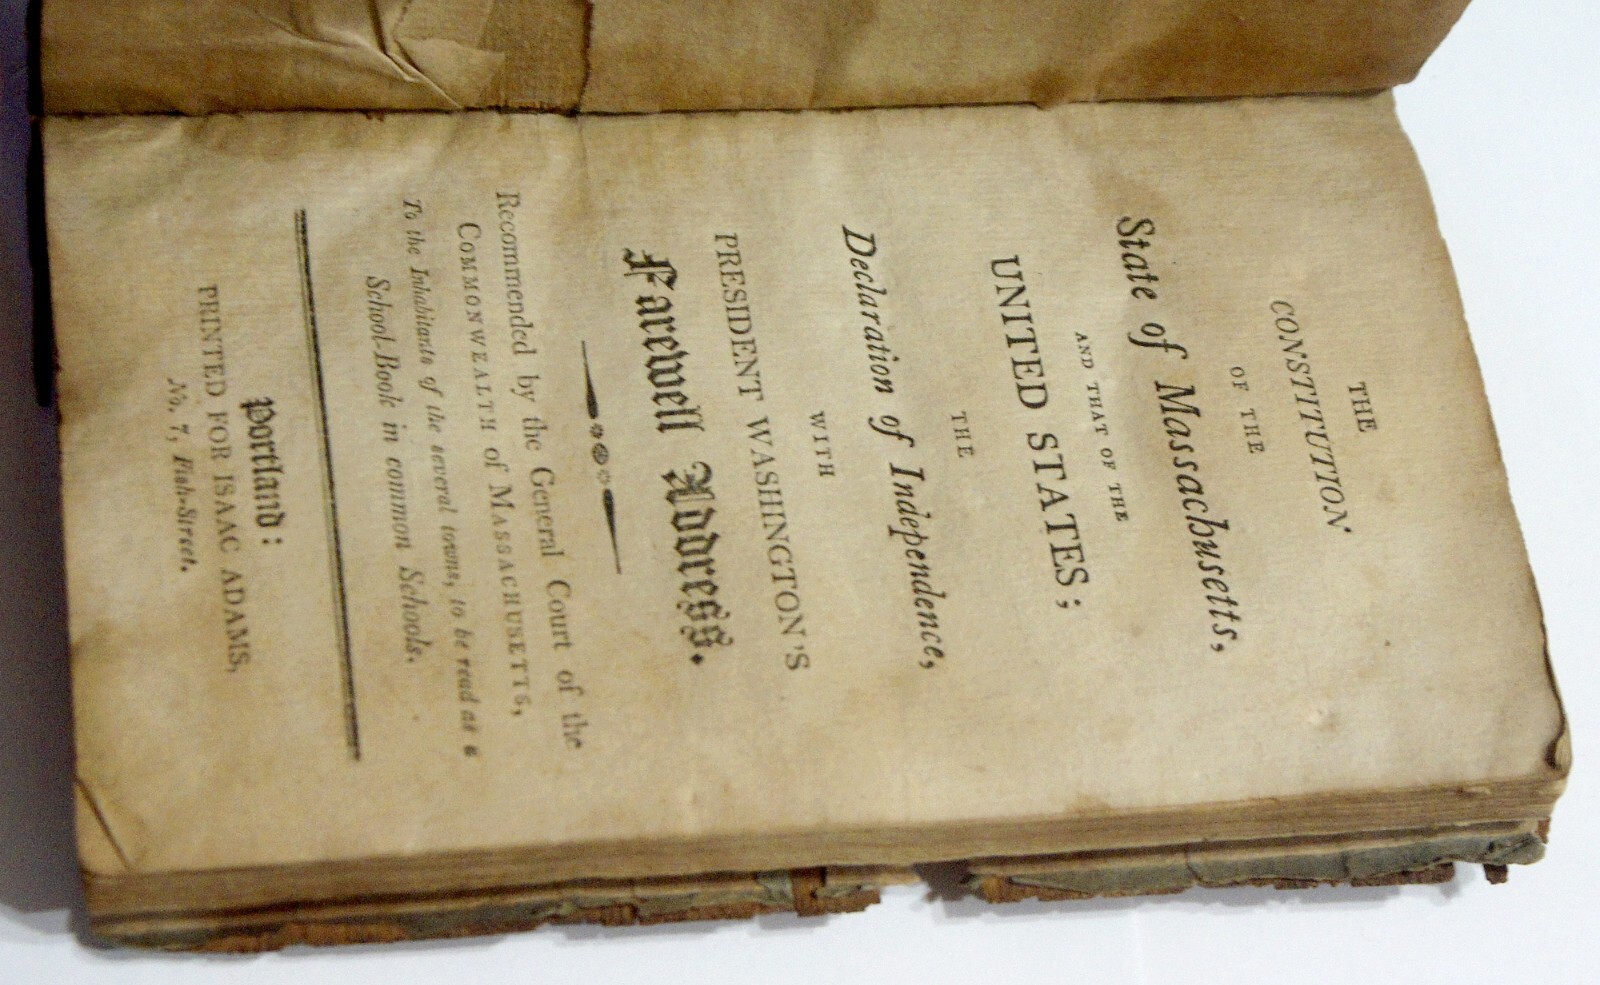 THE
CONSTITUTION
OF THE
State of Massachusetts,
AND THAT OF THE
UNITED STATES;
THE
Declaration of Independence,
WITH
PRESIDENT WASHINGTON'S
Farewell Address.
Recommended by the General Court of the
COMMONWEALTH of MASSACHUSETTS,
To the Inhabitants of the several towns, to be read as a
School-Book in common Schools.
Portland:
PRINTED FOR ISAAC ADAMS,
No. 7, Fish-Street.